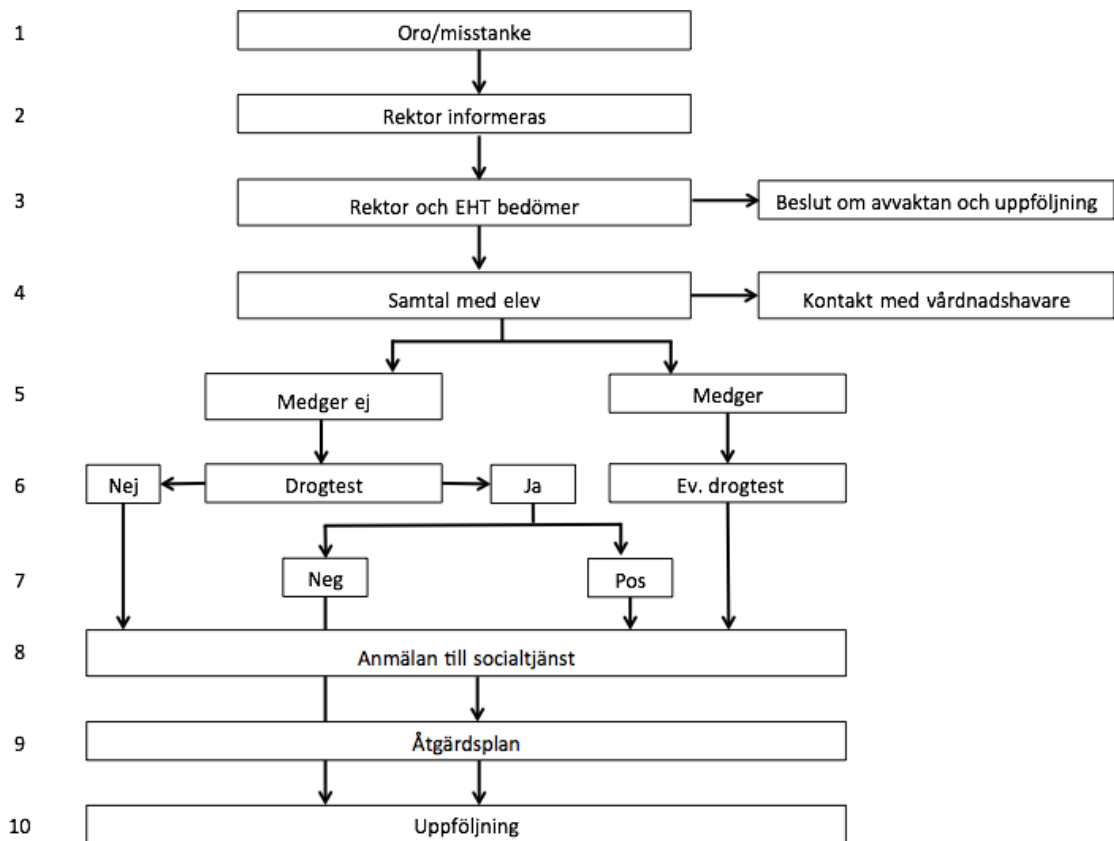 1
Oro/misstanke
2
Rektor informeras
3
Rektor och EHT bedömer
Beslut om avvaktan och uppföljning
4
Samtal med elev
Kontakt med vårdnadshavare
5
Medger ej
Medger
6
Nej
Drogtest
Ja
Ev. drogtest
7
Neg
Pos
8
Anmälan till socialtjänst
9
Åtgärdsplan
10
Uppföljning